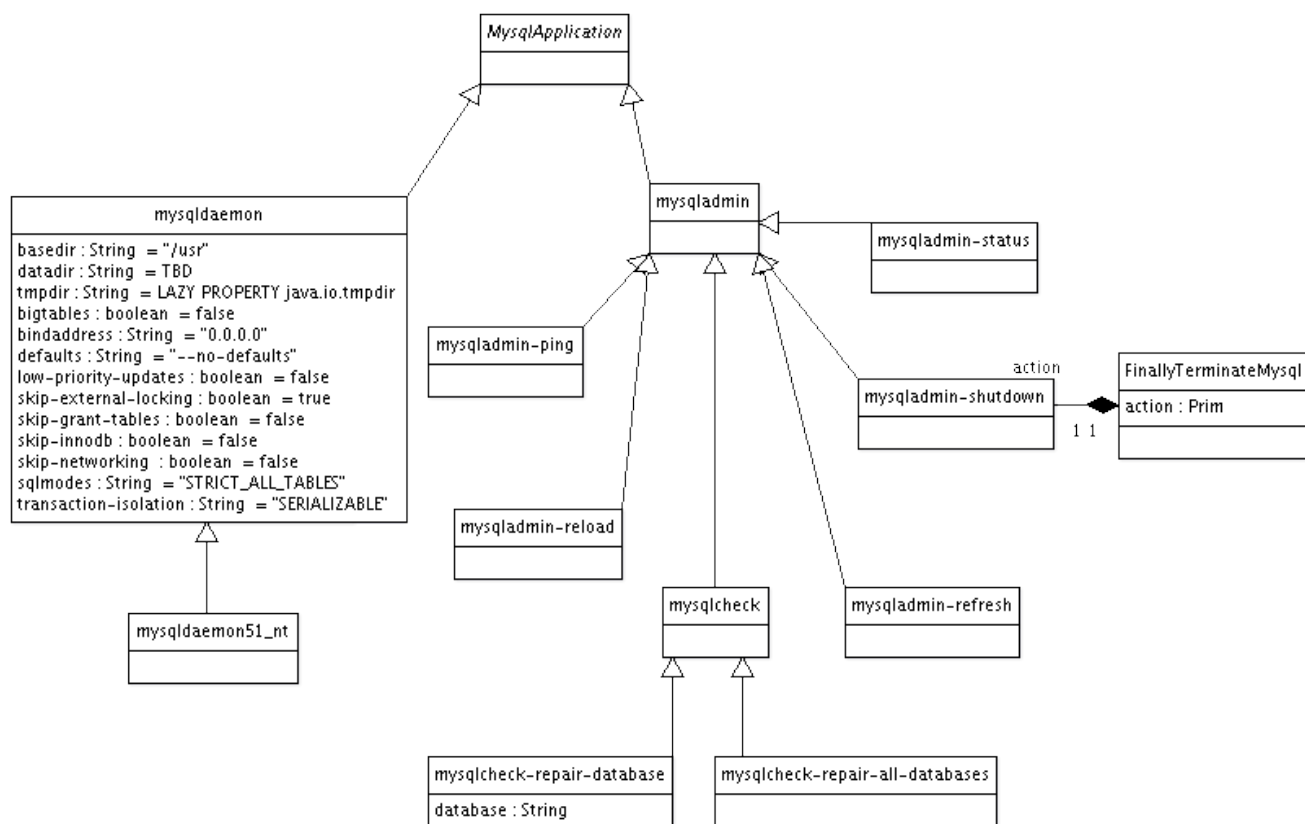 MysqlApplication
mysqldaemon
basedir : String = "/usr"
datadir : String = TBD
tmpdir : String = LAZY PROPERTY java.io.tmpdir
bigtables : boolean = false
bindaddress : String = "0.0.0.0"
defaults : String = "--no-defaults"
low-priority-updates : boolean = false
skip-external-locking : boolean = true
skip-grant-tables : boolean = false
skip-innodb : boolean = false
skip-networking : boolean = false
sqlmodes : String = "STRICT_ALL_TABLES"
transaction-isolation : String = "SERIALIZABLE"
mysqladmin
mysqladmin-status
mysqladmin-ping
action
mysqladmin-shutdown
1 1
FinallyTerminateMysql
action : Prim
mysqladmin-reload
mysqlcheck
mysqladmin-refresh
mysqldaemon51_nt
mysqlcheck-repair-database
database : String
mysqlcheck-repair-all-databases